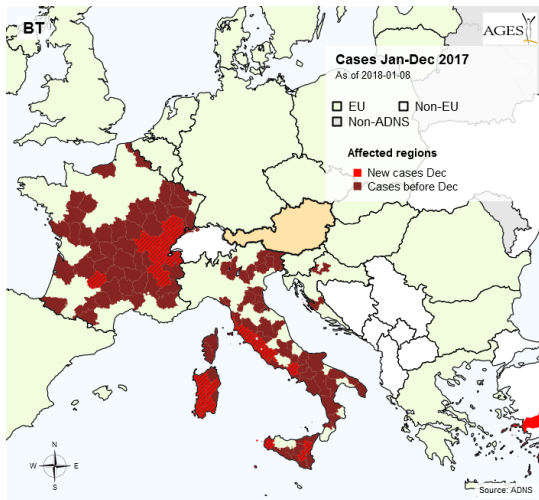 BT
AGES
Cases Jan-Dec 2017
As of 2018-01-08
EU Non-EU
Non-ADNS
Affected regions
New cases Dec
Cases before Dec
N
W E
S
Source: ADNS